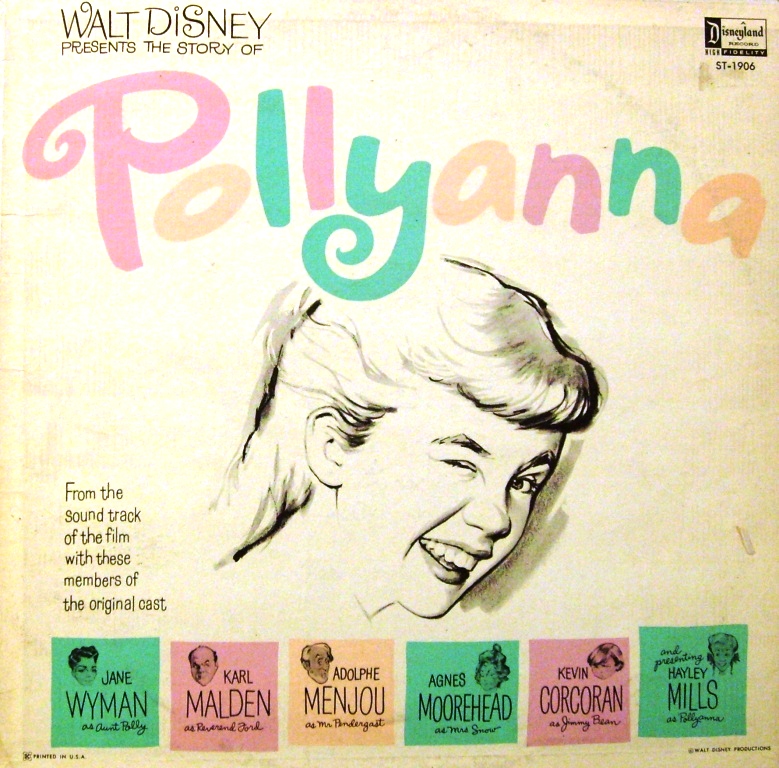 WALT DiSNEY
PRESENTS THE STORY OF
Disneyland
RECORD
HIGH FIDELITY
ST-1906
Pollyanna
From the
sound track
of the film
with these
members of
the original cast
JANE
WYMAN
as Aunt Polly
KARL
MALDEN
as Reverend Ford
ADOLPHE
MENJOU
as Mr Pendergast
AGNES
MOOREHEAD
as Mrs Snow
KEVIN
CORCORAN
as Jimmy Bean
and
presenting
HAYLEY
MILLS
as Pollyanna
PRINTED IN U.S.A.
©WALT DISNEY PRODUCTIONS